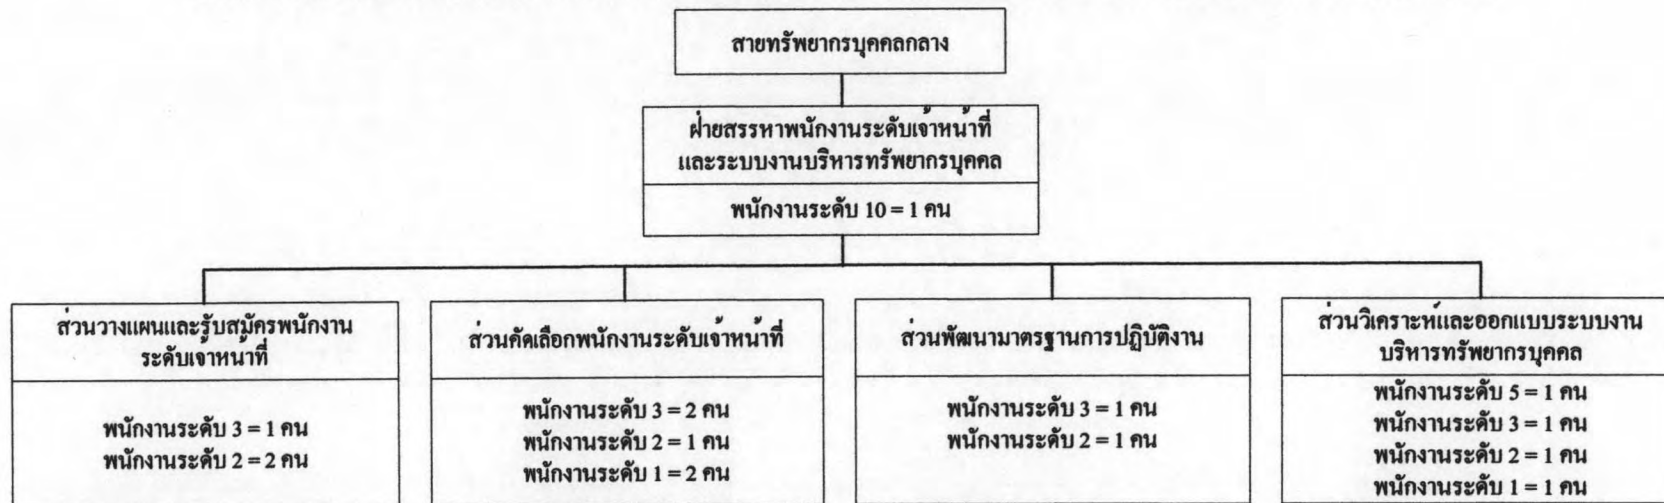 สายทรัพยากรบุคคลกลาง
ฝ่ายสรรหาพนักงานระดับเจ้าหน้าที่
และระบบงานบริหารทรัพยากรบุคคล
พนักงานระดับ 10 = 1 คน
ส่วนวางแผนและรับสมัครพนักงาน
ระดับเจ้าหน้าที่
พนักงานระดับ 3 = 1 คน
พนักงานระดับ 2 = 2 คน
ส่วนคัดเลือกพนักงานระดับเจ้าหน้าที่
พนักงานระดับ 3 = 2 คน
พนักงานระดับ 2 = 1 คน
พนักงานระดับ 1 = 2 คน
ส่วนพัฒนามาตรฐานการปฏิบัติงาน
พนักงานระดับ 3 = 1 คน
พนักงานระดับ 2 = 1 คน
ส่วนวิเคราะห์และออกแบบระบบงาน
บริหารทรัพยากรบุคคล
พนักงานระดับ 5 = 1 คน
พนักงานระดับ 3 = 1 คน
พนักงานระดับ 2 = 1 คน
พนักงานระดับ 1 = 1 คน